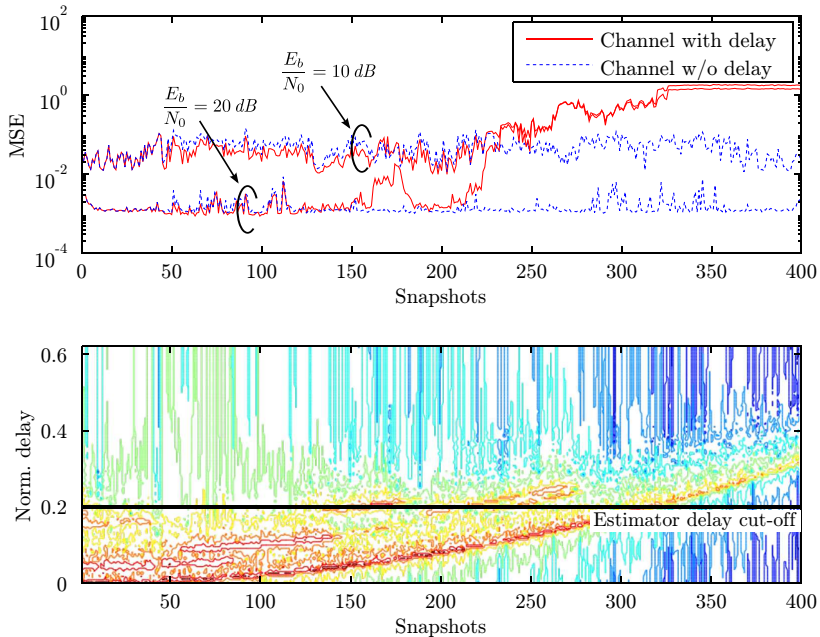 10^2
10^0
10^-2
10^-4
MSE
Channel with delay
Channel w/o delay
E_b/N_0 = 10 dB
E_b/N_0 = 20 dB
0 50 100 150 200 250 300 350 400
Snapshots
0.6
0.4
0.2
0
Norm. delay
Estimator delay cut-off
50 100 150 200 250 300 350 400
Snapshots